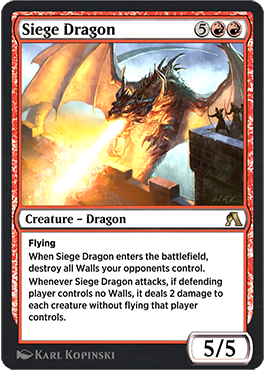 Siege Dragon 5
Creature – Dragon
Flying
When Siege Dragon enters the battlefield,
destroy all Walls your opponents control.
Whenever Siege Dragon attacks, if defending
player controls no Walls, it deals 2 damage to
each creature without flying that player
controls.
5/5
Karl Kopinski